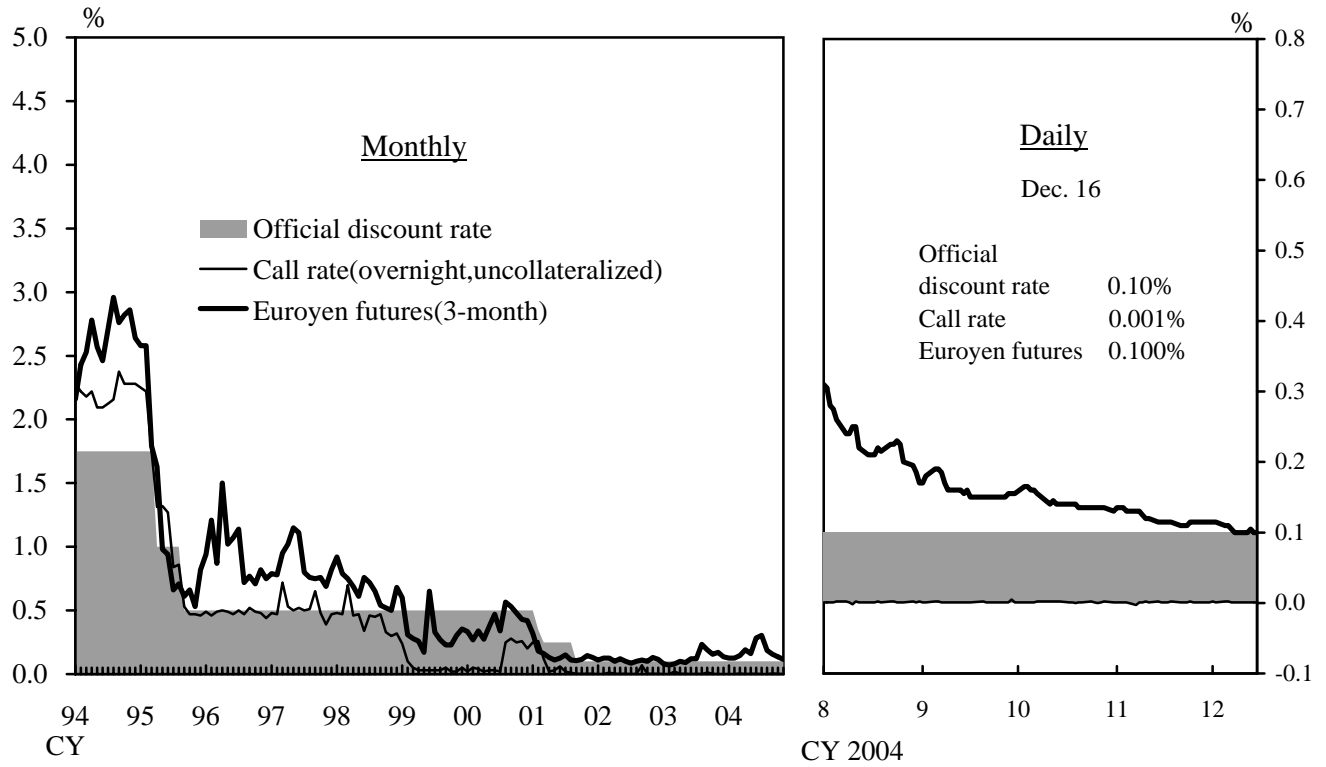 %
5.0
4.5
4.0
3.5
3.0
2.5
2.0
1.5
1.0
0.5
0.0
Monthly
Official discount rate
Call rate(overnight,uncollateralized)
Euroyen futures(3-month)
94 95 96 97 98 99 00 01 02 03 04
CY
%
0.8
0.7
0.6
0.5
0.4
0.3
0.2
0.1
0.0
-0.1
Daily
Dec. 16
Official
discount rate 0.10%
Call rate 0.001%
Euroyen futures 0.100%
8 9 10 11 12
CY 2004